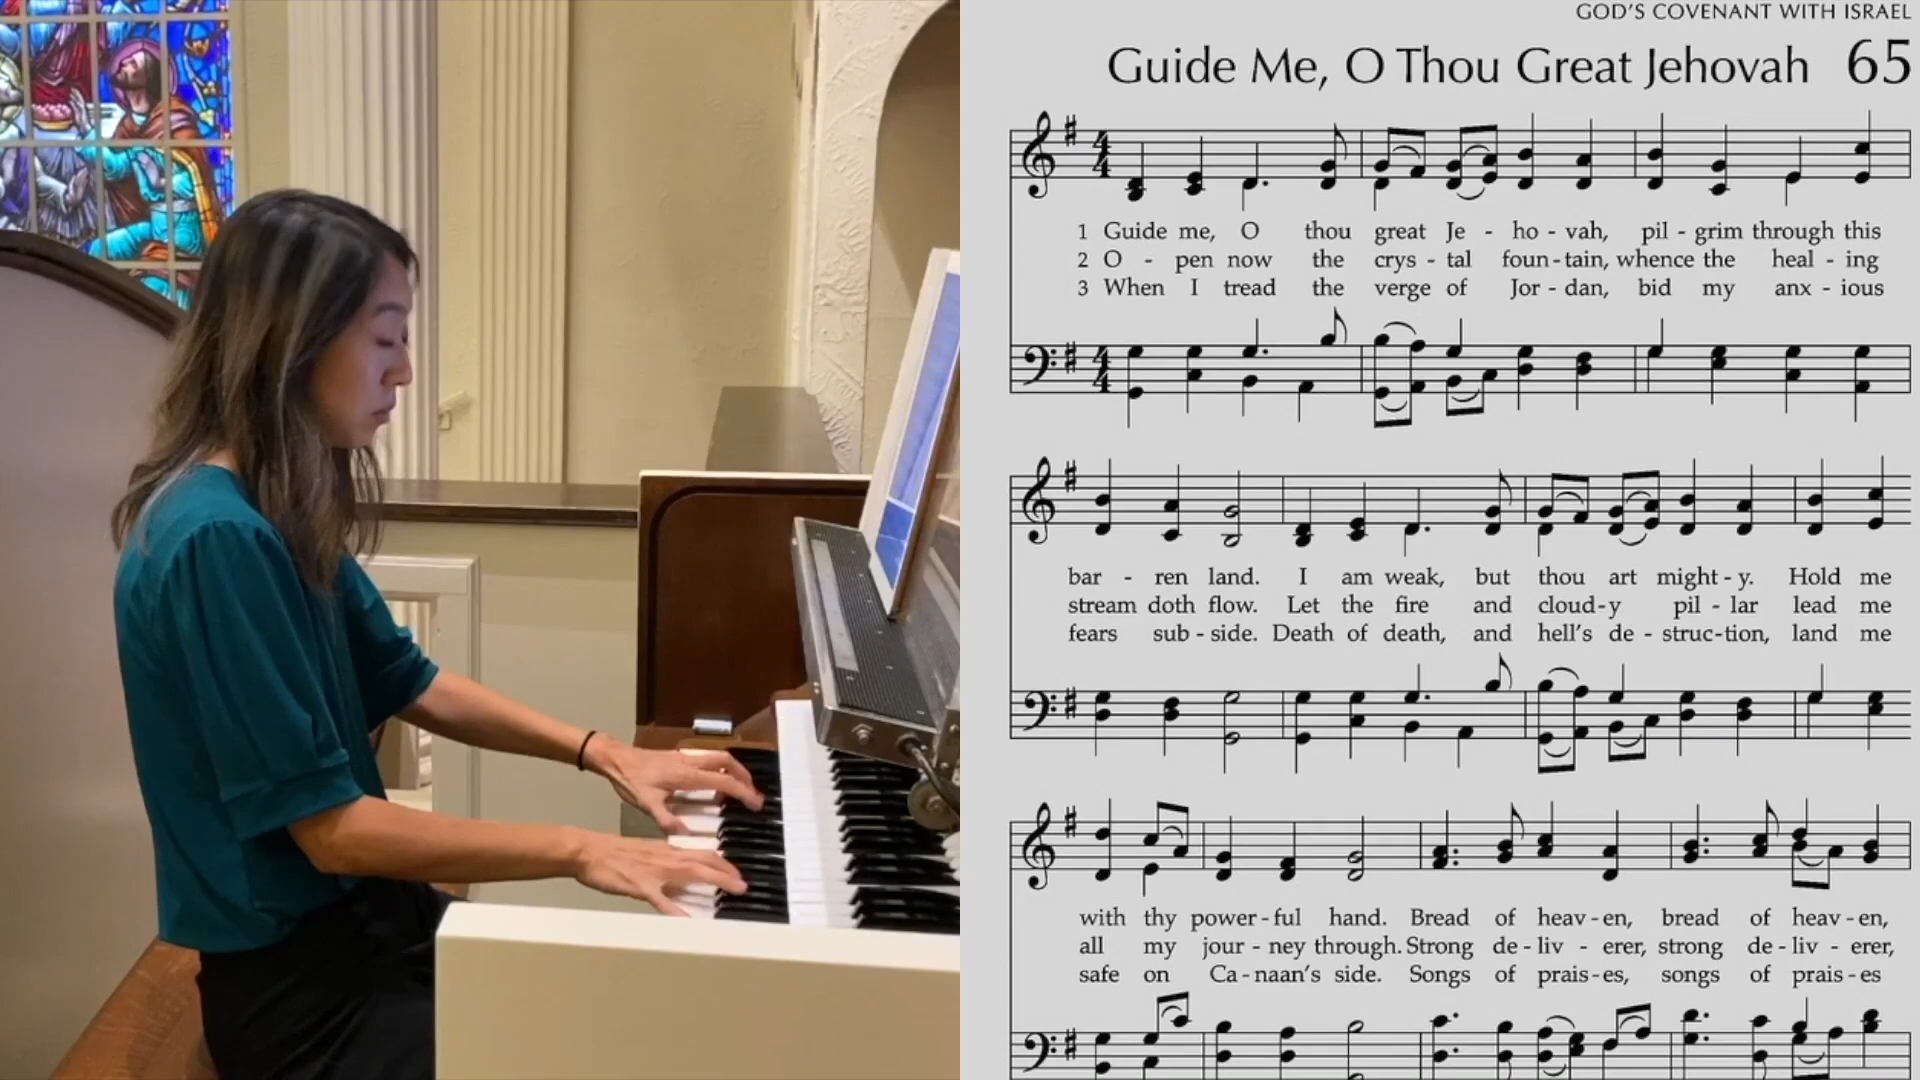 GOD'S COVENANT WITH ISRAEL
Guide Me, O Thou Great Jehovah 65
1 Guide me, O thou great Je - ho - vah, pil - grim through this
2 O - pen now the crys - tal foun - tain, whence the heal - ing
3 When I tread the verge of Jor - dan, bid my anx - ious
bar - ren land. I am weak, but thou art might - y. Hold me
stream doth flow. Let the fire and cloud - y pil - lar lead me
fears sub - side. Death of death, and hell's de - struc - tion, land me
with thy power - ful hand. Bread of heav - en, bread of heav - en,
all my jour - ney through. Strong de - liv - erer, strong de - liv - erer,
safe on Ca - naan's side. Songs of prais - es, songs of prais - es